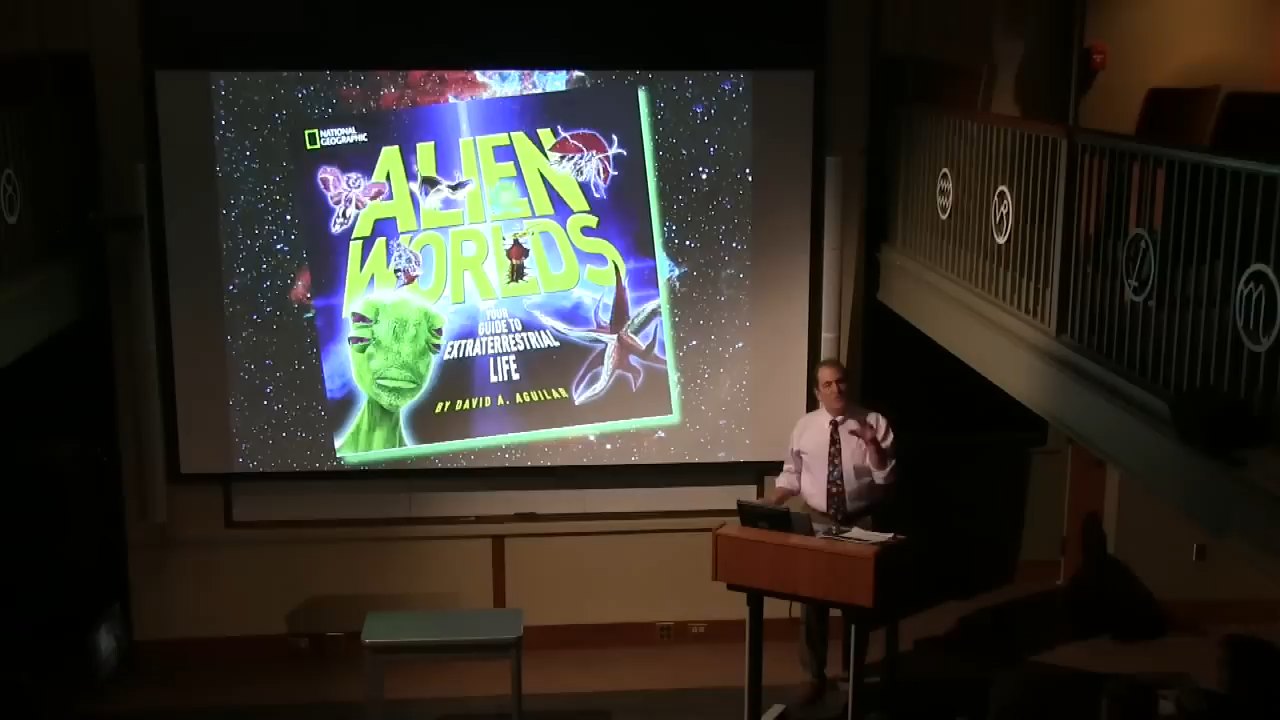 NATIONAL
GEOGRAPHIC
ALIEN
WORLDS
YOUR
GUIDE TO
EXTRATERRESTRIAL
LIFE
BY DAVID A. AGUILAR